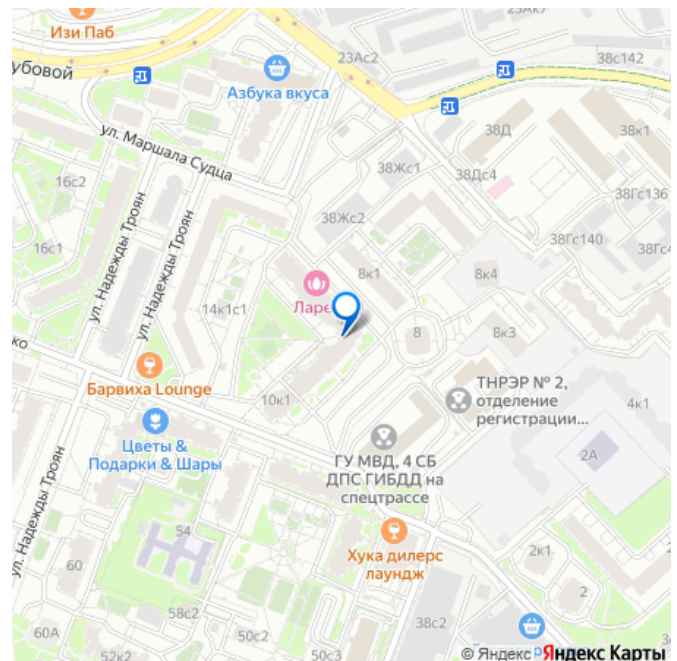 Изи Паб
23АкА7
убовой
23Ас2
38с142
Азбука вкуса
ул. Маршала Судца
38Д
38к1
16с2
38Жс1
38Дс4
38Гс136
ул. Надежды Троян
ул. Надежды Троян
38Жс2
38Гс140
16с1
38Гс4
8к1
8к4
14к1с1
Ларе
8
8к3
ко
Барвиха Lounge
ТНРЭР № 2,
отделение
регистрации...
10к1
4к1
Цветы &
Подарки & Шары
ГУ МВД, 4 СБ
ДПС ГИБДД на
спецтрассе
2А
ул. Надежды Троян
54
Хука дилерс
лаундж
2к1
2к
60
2
58с2
38с2
60А
50с2
52к2
50с3
© Яндекс Яндекс Карты